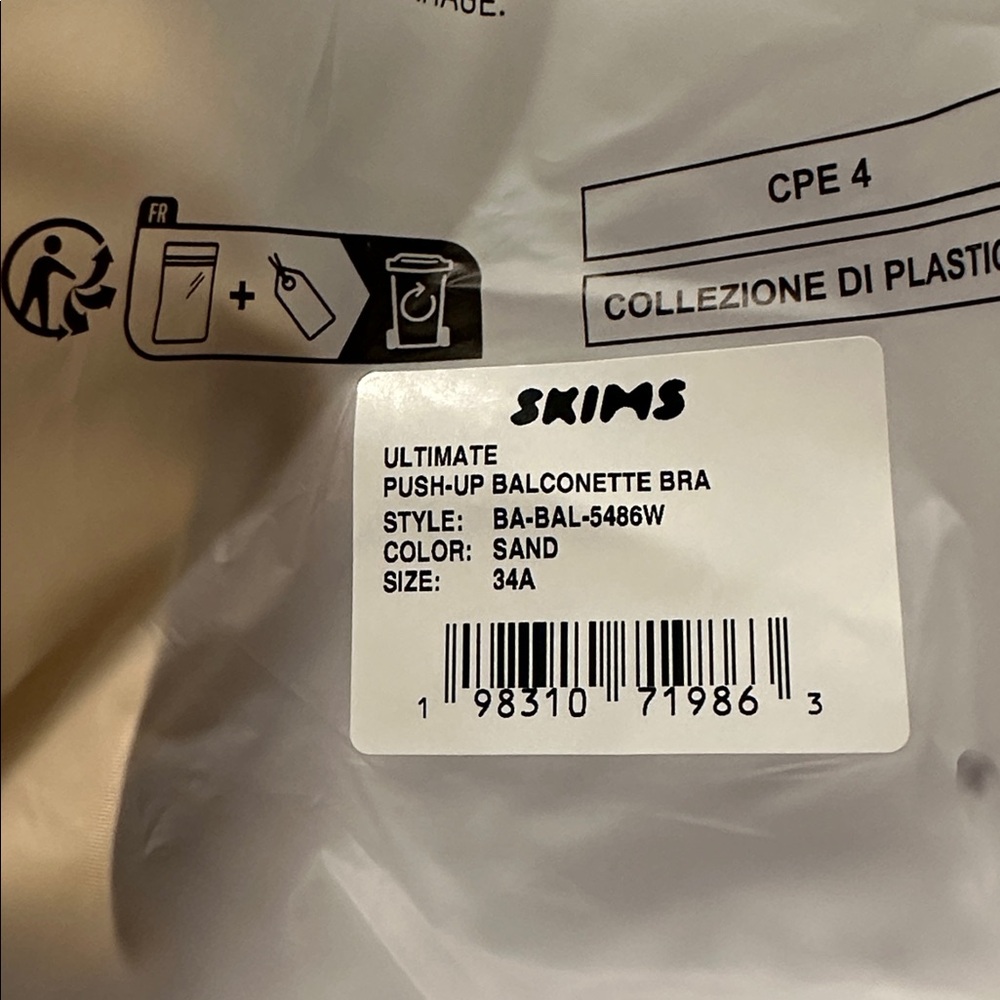 CPE 4
FR
COLLEZIONE DI
SKIMS
ULTIMATE
PUSH-UP BALCONETTE BRA
STYLE: BA-BAL-5486W
COLOR: SAND
SIZE: 34A
1 98310 71986 3